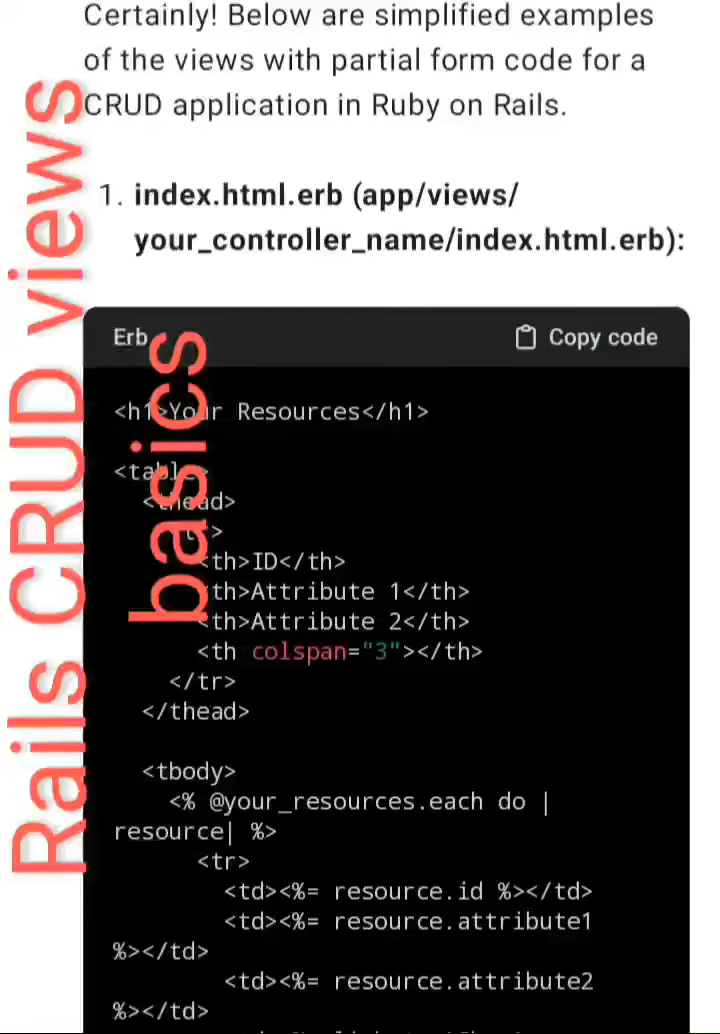 Certainly! Below are simplified examples
of the views with partial form code for a
CRUD application in Ruby on Rails.
1. index.html.erb (app/views/
your_controller_name/index.html.erb):
Erb
Copy code
<h1>Your Resources</h1>
<table>
<thead>
>
<th>ID</th>
<th>Attribute 1</th>
<th>Attribute 2</th>
<th colspan="3"></th>
</tr>
</thead>
<tbody>
<% @your_resources.each do |
resource| %>
<tr>
<td><%= resource.id %></td>
<td><%= resource.attribute1
%></td>
<td><%= resource.attribute2
%></td>
Rails CRUD views
basics